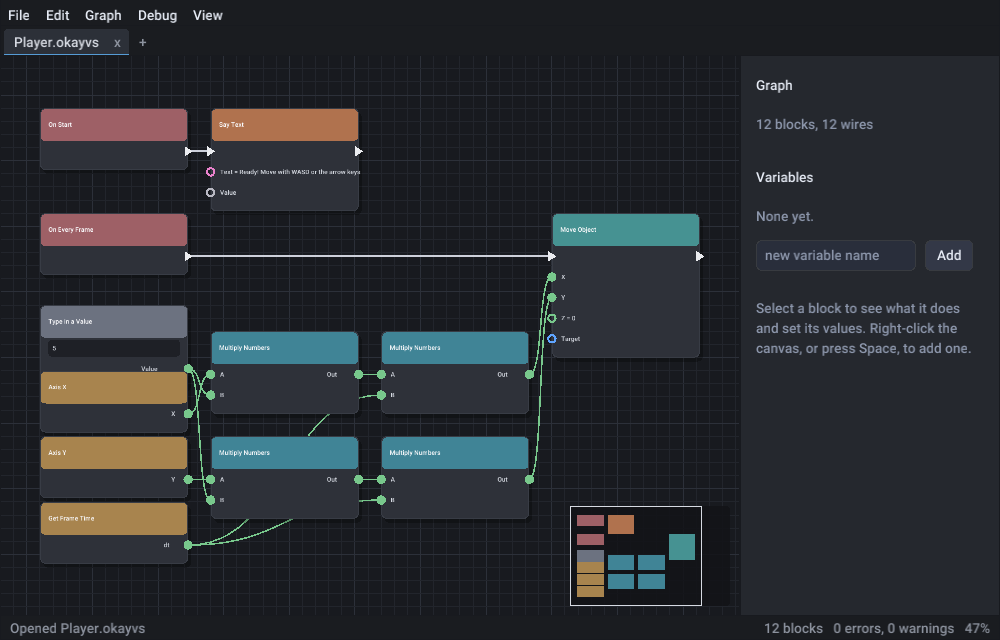 File Edit Graph Debug View
Player.okayvs x +
On Start
Say Text
Text = Ready! Move with WASD or the arrow keys
Value
On Every Frame
Move Object
X
Y
Z = 0
Target
Type in a Value
5
Value
Axis X
X
Multiply Numbers
A Out
B
Multiply Numbers
A Out
B
Axis Y
Y
Multiply Numbers
A Out
B
Multiply Numbers
A Out
B
Get Frame Time
dt
Graph
12 blocks, 12 wires
Variables
None yet.
new variable name Add
Select a block to see what it does
and set its values. Right-click the
canvas, or press Space, to add one.
Opened Player.okayvs
12 blocks 0 errors, 0 warnings 47%